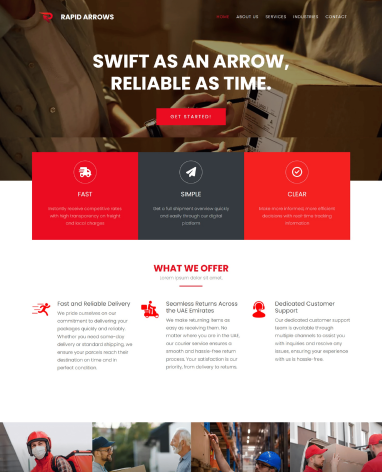 RAPID ARROWS
HOME ABOUT US SERVICES INDUSTRIES CONTACT
SWIFT AS AN ARROW,
RELIABLE AS TIME.
GET STARTED!
FAST
SIMPLE
CLEAR
Instantly receive competitive rates
with high transparency on freight
and local charges
Get a full shipment overview quickly
and easily through our digital
platform
Make more informed, more efficient
decisions with real-time tracking
information
WHAT WE OFFER
Lorem ipsum dolor sit amet,
Fast and Reliable Delivery
We pride ourselves on our
commitment to delivering your
packages quickly and reliably.
Whether you need same-day
delivery or standard shipping, we
ensure your parcels reach their
destination on time and in
perfect condition.
Seamless Returns Across
the UAE Emirates
We make returning items as
easy as receiving them. No
matter where you are in the UAE,
our courier service ensures a
smooth and hassle-free return
process. Your satisfaction is our
priority, from delivery to returns.
Dedicated Customer
Support
Our dedicated customer support
team is available through
multiple channels to assist you
with inquiries and resolve any
issues, ensuring your experience
with us is hassle-free.